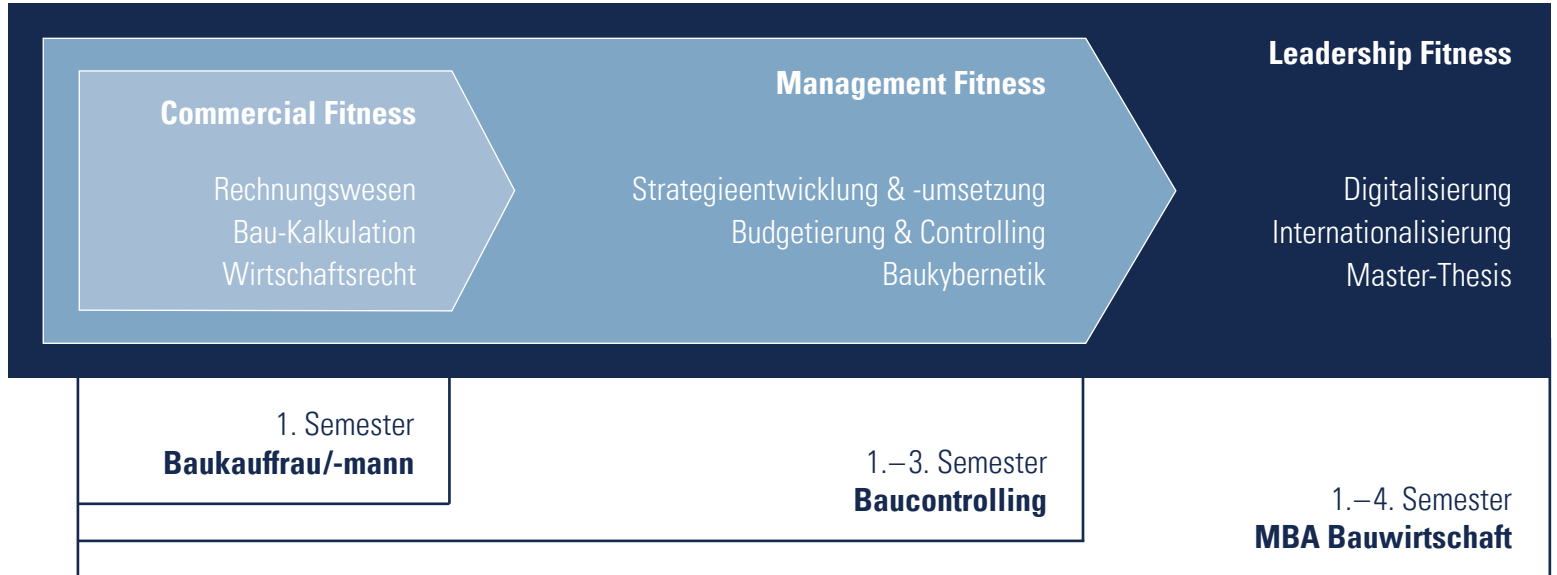 Commercial Fitness
Rechnungswesen
Bau-Kalkulation
Wirtschaftsrecht
Management Fitness
Strategieentwicklung & -umsetzung
Budgetierung & Controlling
Baukybernetik
Leadership Fitness
Digitalisierung
Internationalisierung
Master-Thesis
1. Semester
Baukauffrau/-mann
1.–3. Semester
Baucontrolling
1.–4. Semester
MBA Bauwirtschaft